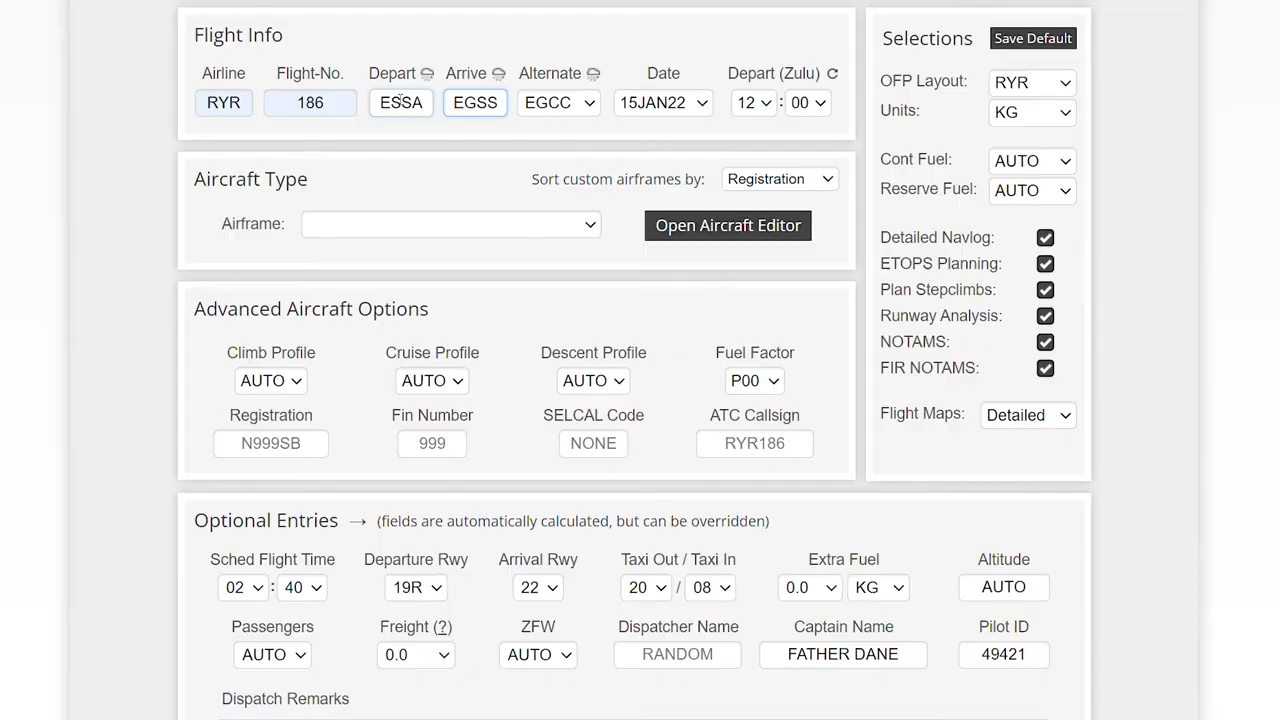 Flight Info
Airline Flight-No. Depart Arrive Alternate Date Depart (Zulu)
RYR 186 ESSA EGSS EGCC 15JAN22 12 : 00
Aircraft Type Sort custom airframes by: Registration
Airframe: Open Aircraft Editor
Advanced Aircraft Options
Climb Profile Cruise Profile Descent Profile Fuel Factor
AUTO AUTO AUTO P00
Registration Fin Number SELCAL Code ATC Callsign
N999SB 999 NONE RYR186
Selections Save Default
OFP Layout: RYR
Units: KG
Cont Fuel: AUTO
Reserve Fuel: AUTO
Detailed Navlog:
ETOPS Planning:
Plan Stepclimbs:
Runway Analysis:
NOTAMS:
FIR NOTAMS:
Flight Maps: Detailed
Optional Entries → (fields are automatically calculated, but can be overridden)
Sched Flight Time Departure Rwy Arrival Rwy Taxi Out / Taxi In Extra Fuel Altitude
02 : 40 19R 22 20 / 08 0.0 KG AUTO
Passengers Freight (?) ZFW Dispatcher Name Captain Name Pilot ID
AUTO 0.0 AUTO RANDOM FATHER DANE 49421
Dispatch Remarks